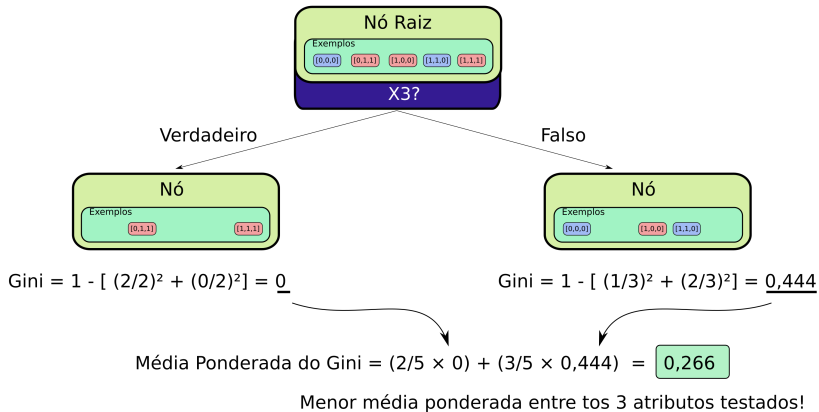 Nó Raiz
Exemplos
[0,0,0] [0,1,1] [1,0,0] [1,1,0] [1,1,1]
X3?
Verdadeiro Falso
Nó
Exemplos
[0,1,1] [1,1,1]
Nó
Exemplos
[0,0,0] [1,0,0] [1,1,0]
Gini = 1 - [ (2/2)² + (0/2)²] = 0
Gini = 1 - [ (1/3)² + (2/3)²] = 0,444
Média Ponderada do Gini = (2/5 × 0) + (3/5 × 0,444) = 0,266
Menor média ponderada entre tos 3 atributos testados!